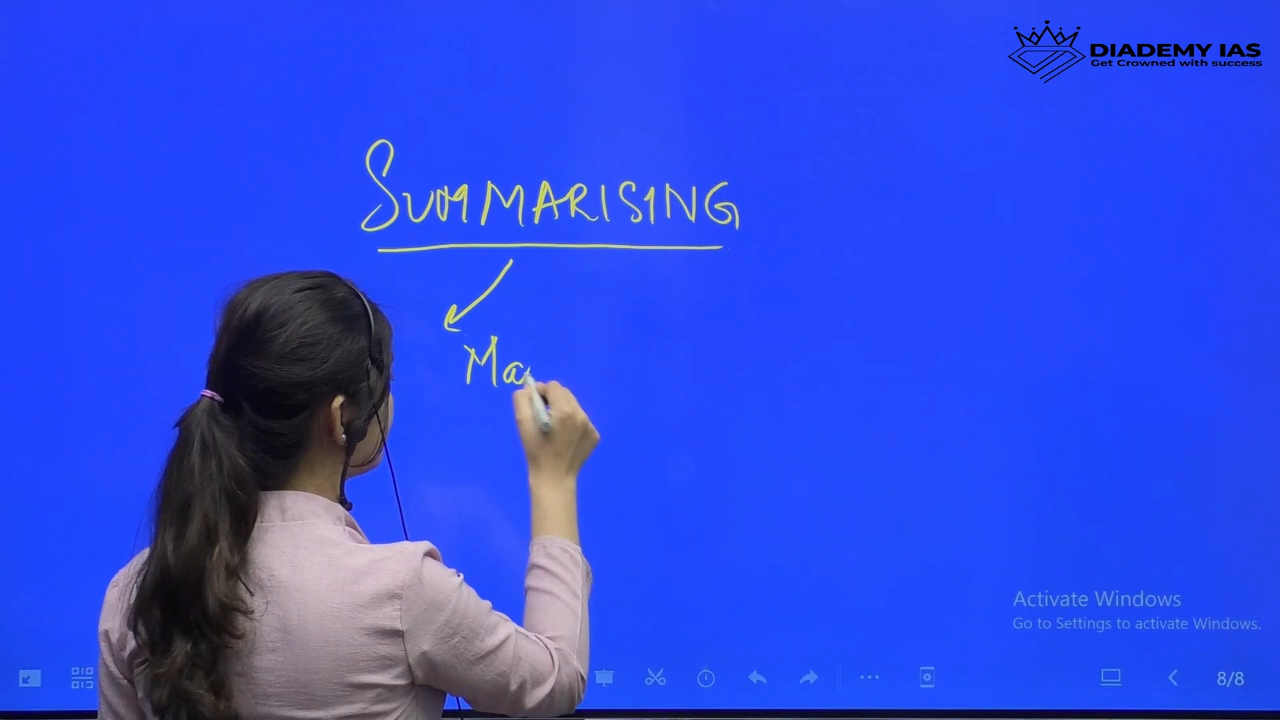 DIADEMY IAS
Get Crowned with success
SUMMARISING
Ma
Activate Windows
Go to Settings to activate Windows.
8/8